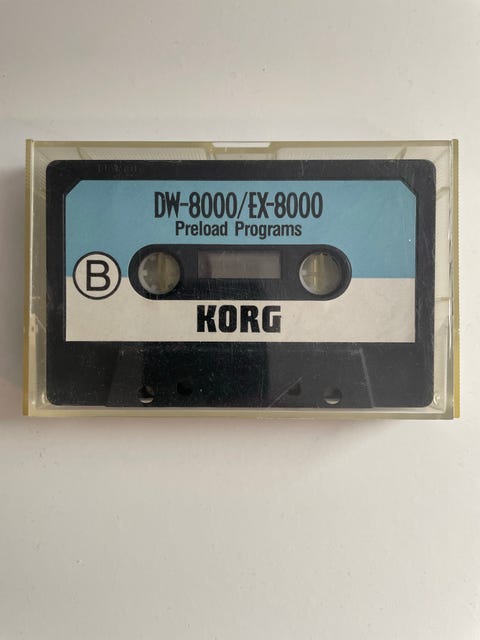 DW-8000/EX-8000
Preload Programs
B
KORG